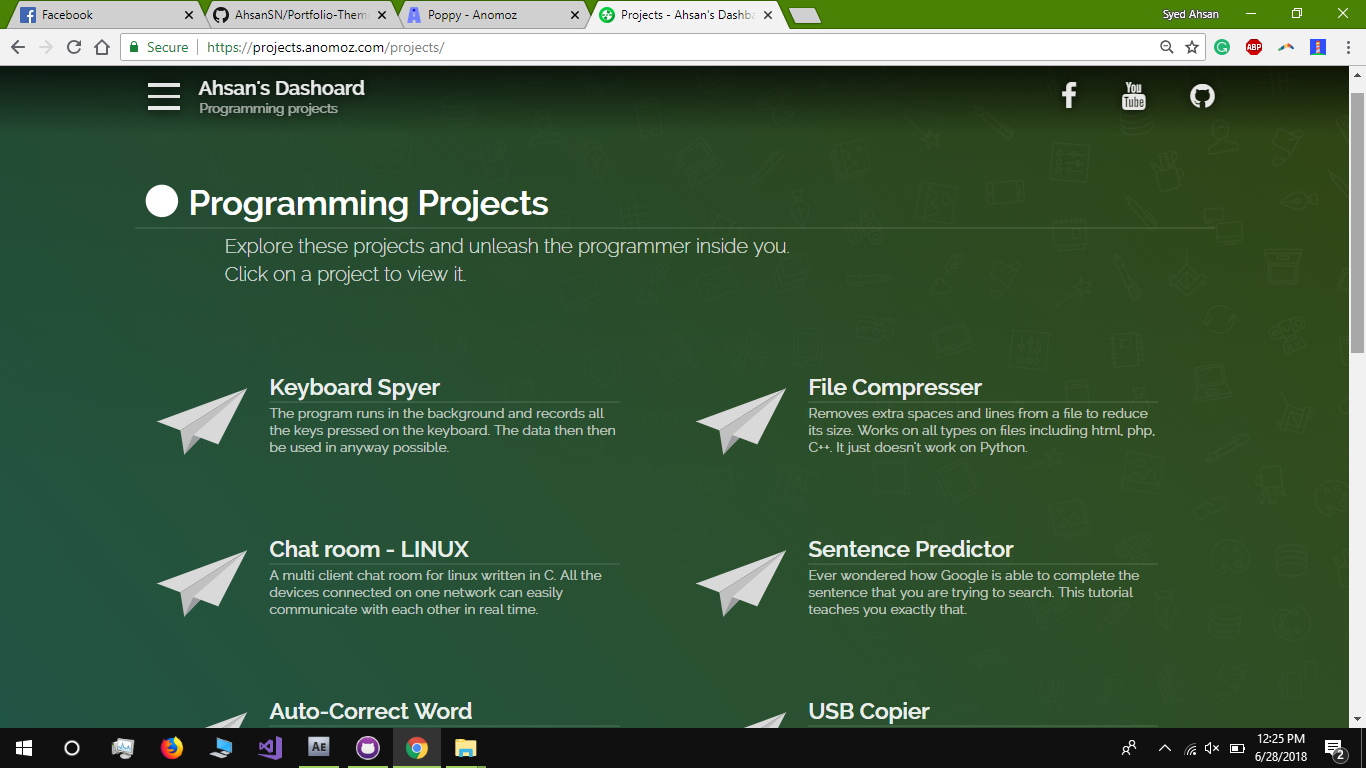 Facebook
AhsanSN/Portfolio-Them
Poppy - Anomoz
Projects - Ahsan's Dashba
Syed Ahsan
Secure
https://projects.anomoz.com/projects/
ABP
Ahsan's Dashoard
Programming projects
You
Tube
Programming Projects
Explore these projects and unleash the programmer inside you.
Click on a project to view it.
Keyboard Spyer
The program runs in the background and records all
the keys pressed on the keyboard. The data then then
be used in anyway possible.
File Compresser
Removes extra spaces and lines from a file to reduce
its size. Works on all types on files including html, php,
C++. It just doesn't work on Python.
Chat room - LINUX
A multi client chat room for linux written in C. All the
devices connected on one network can easily
communicate with each other in real time.
Sentence Predictor
Ever wondered how Google is able to complete the
sentence that you are trying to search. This tutorial
teaches you exactly that.
Auto-Correct Word
USB Copier
Ae
12:25 PM
6/28/2018
2